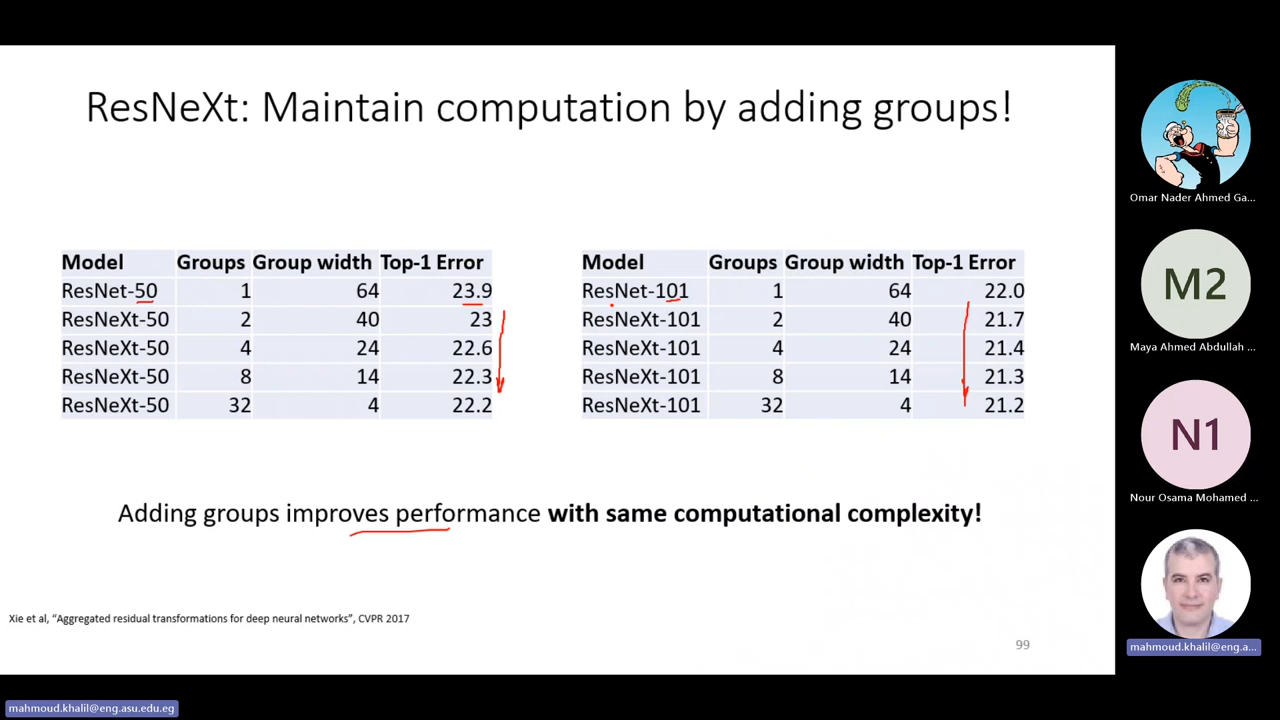 ResNeXt: Maintain computation by adding groups!
Model Groups Group width Top-1 Error
ResNet-50 1 64 23.9
ResNeXt-50 2 40 23
ResNeXt-50 4 24 22.6
ResNeXt-50 8 14 22.3
ResNeXt-50 32 4 22.2
Model Groups Group width Top-1 Error
ResNet-101 1 64 22.0
ResNeXt-101 2 40 21.7
ResNeXt-101 4 24 21.4
ResNeXt-101 8 14 21.3
ResNeXt-101 32 4 21.2
Adding groups improves performance with same computational complexity!
Xie et al, “Aggregated residual transformations for deep neural networks”, CVPR 2017
99
Omar Nader Ahmed Ga...
M2
Maya Ahmed Abdullah ...
N1
Nour Osama Mohamed ...
mahmoud.khalil@eng.a...
mahmoud.khalil@eng.asu.edu.eg